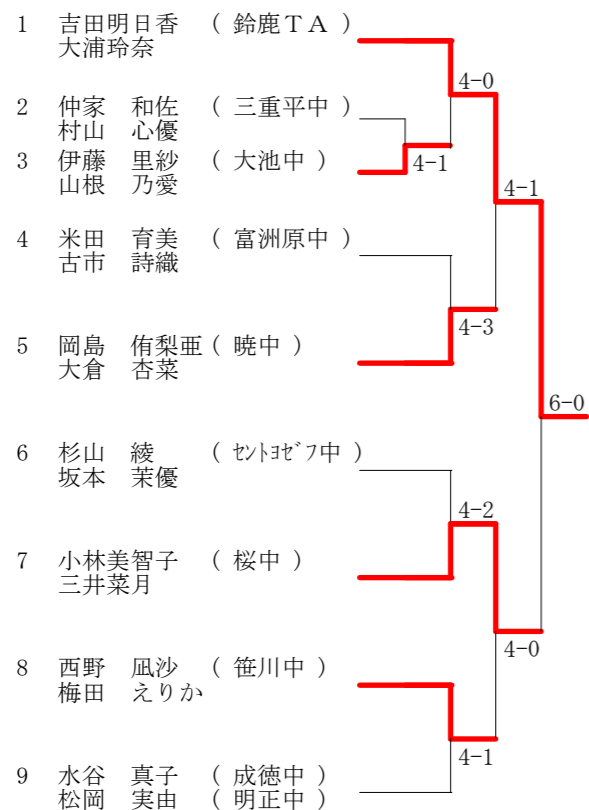 1 吉田明日香 ( 鈴鹿ＴＡ )
大浦玲奈
4-0
2 仲家 和佐 ( 三重平中 )
村山 心優
3 伊藤 里紗 ( 大池中 )
4-1
山根 乃愛
4-1
4 米田 育美 ( 富洲原中 )
古市 詩織
4-3
5 岡島 侑梨亜 ( 暁中 )
大倉 杏菜
6-0
6 杉山 綾 ( ｾﾝﾄﾖｾﾞﾌ中 )
坂本 茉優
4-2
7 小林美智子 ( 桜中 )
三井菜月
4-0
8 西野 凪沙 ( 笹川中 )
梅田 えりか
4-1
9 水谷 真子 ( 成徳中 )
松岡 実由 ( 明正中 )